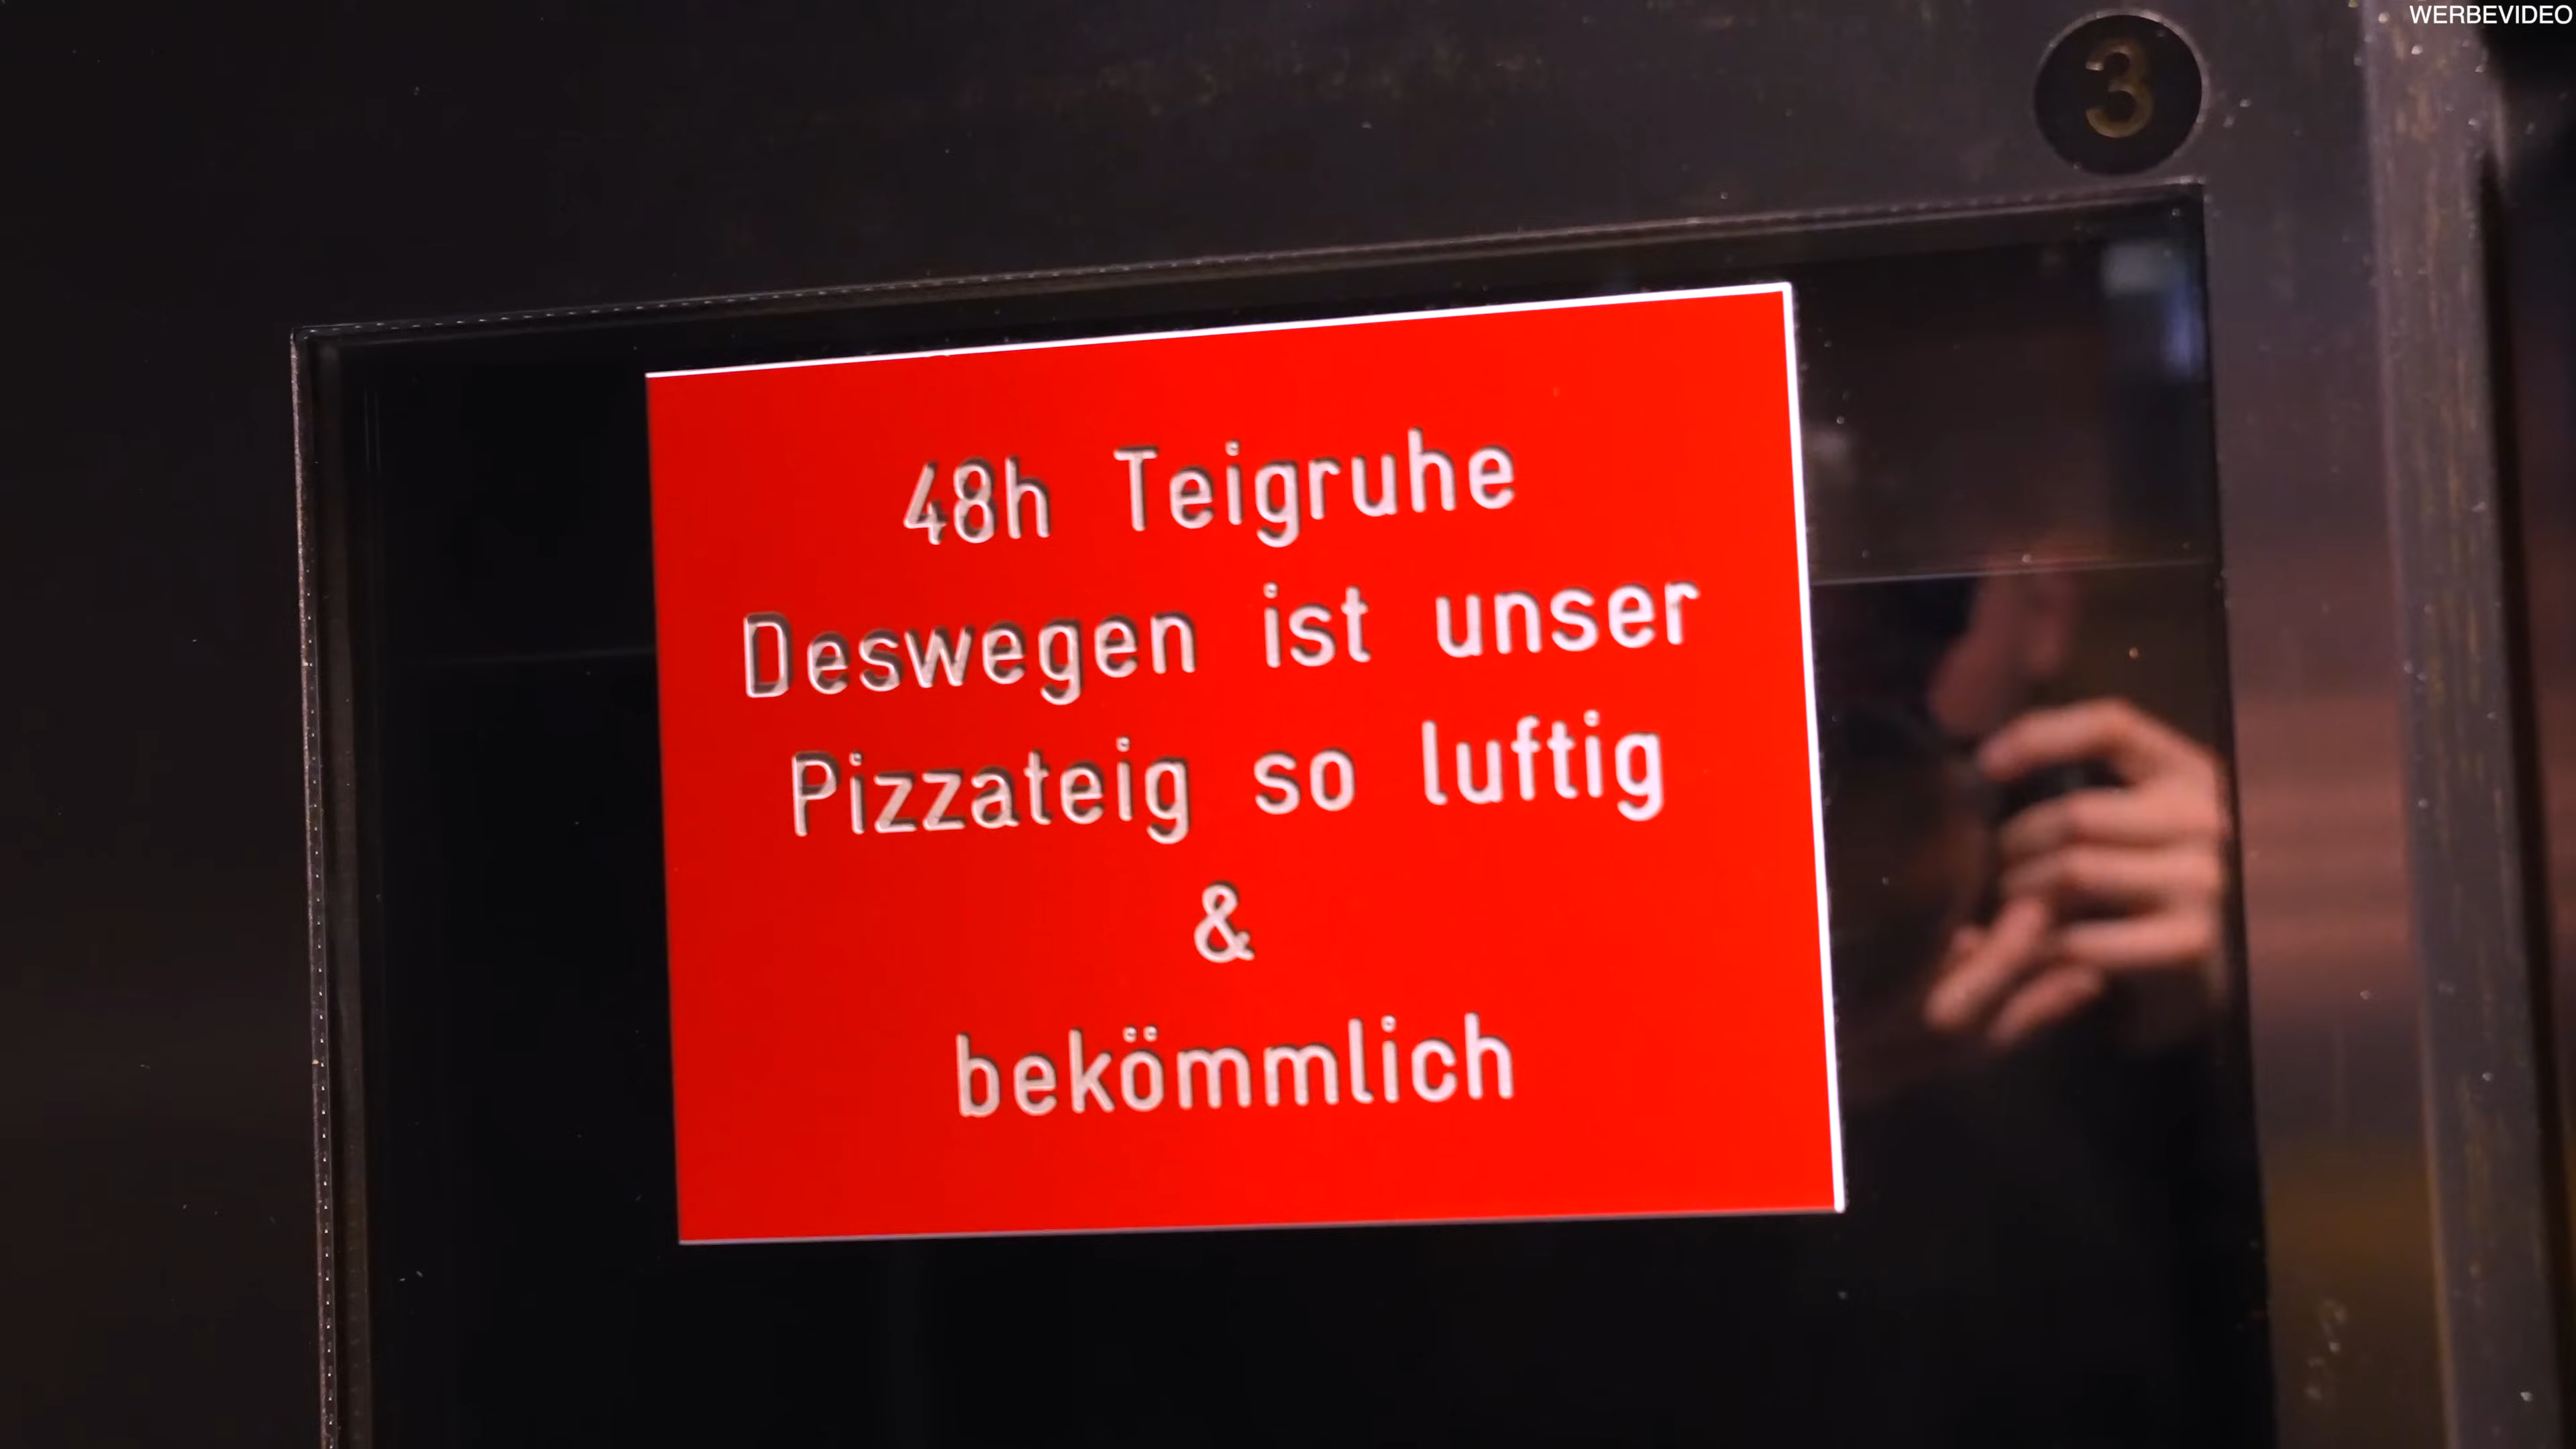 WERBEVIDEO
3
48h Teigruhe
Deswegen ist unser
Pizzateig so luftig
&
bekömmlich